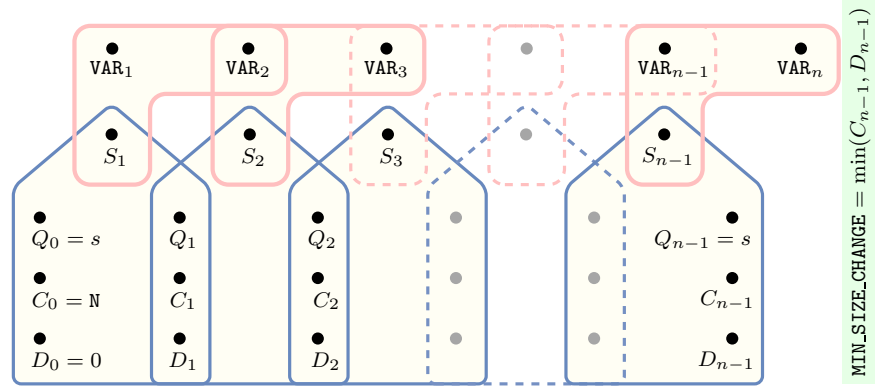 VAR₁ VAR₂ VAR₃ VARₙ₋₁ VARₙ
S₁ S₂ S₃ Sₙ₋₁
Q₀ = s Q₁ Q₂ Qₙ₋₁ = s
C₀ = N C₁ C₂ Cₙ₋₁
D₀ = 0 D₁ D₂ Dₙ₋₁
MIN_SIZE_CHANGE = min(Cₙ₋₁, Dₙ₋₁)